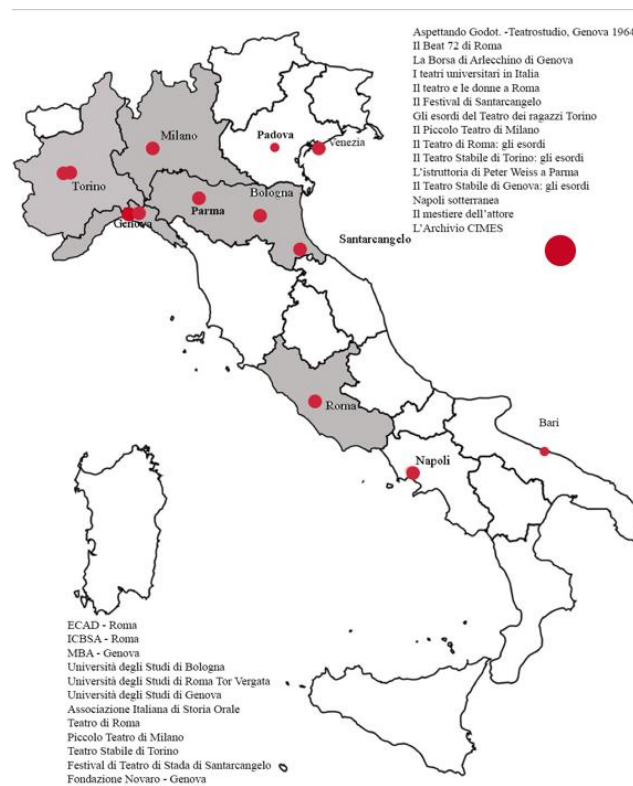 Aspettando Godot. -Teatrostudio, Genova 1964
Il Beat 72 di Roma
La Borsa di Arlecchino di Genova
I teatri universitari in Italia
Il teatro e le donne a Roma
Il Festival di Santarcangelo
Gli esordi del Teatro dei ragazzi Torino
Il Piccolo Teatro di Milano
Il Teatro di Roma: gli esordi
Il Teatro Stabile di Torino: gli esordi
L'istruttoria di Peter Weiss a Parma
Il Teatro Stabile di Genova: gli esordi
Napoli sotterranea
Il mestiere dell'attore
L'Archivio CIMES
Milano
Padova
Venezia
Torino
Bologna
Parma
Genova
Santarcangelo
Roma
Bari
Napoli
ECAD - Roma
ICBSA - Roma
MBA - Genova
Università degli Studi di Bologna
Università degli Studi di Roma Tor Vergata
Università degli Studi di Genova
Associazione Italiana di Storia Orale
Teatro di Roma
Piccolo Teatro di Milano
Teatro Stabile di Torino
Festival di Teatro di Stada di Santarcangelo
Fondazione Novaro - Genova